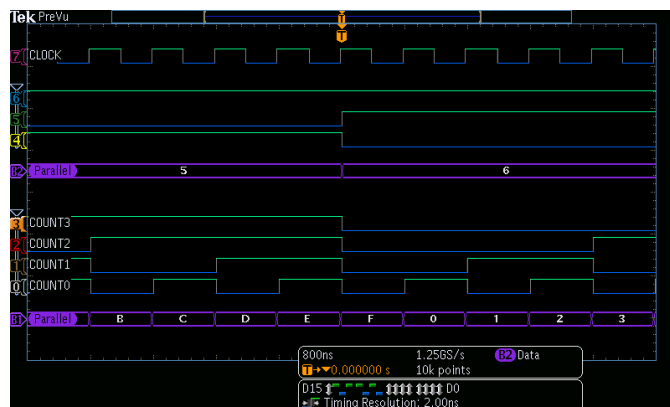 Tek PreVu
T
T
7 CLOCK
6
5
4
B2 Parallel 5 6
3 COUNT3
2 COUNT2
1 COUNT1
0 COUNT0
B1 Parallel B C D E F 0 1 2 3
800ns 1.25GS/s B2 Data
T→▼0.000000 s 10k points
D15 D0
Timing Resolution: 2.00ns